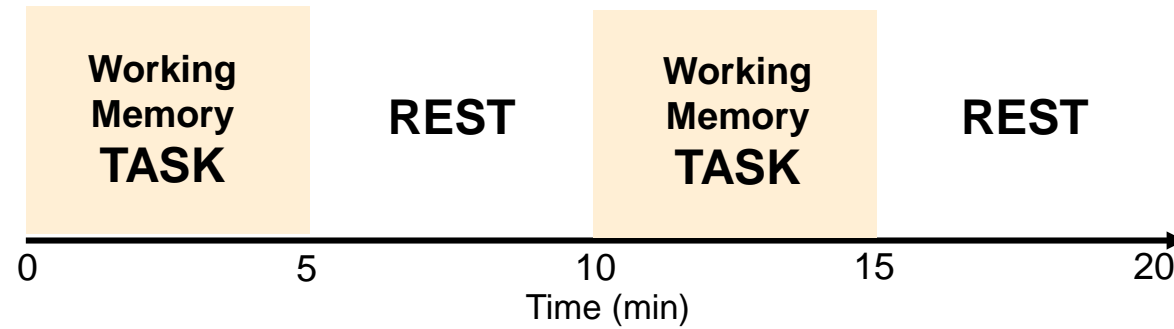 Working
Memory
TASK
REST
Working
Memory
TASK
REST
0 5 10 15 20
Time (min)